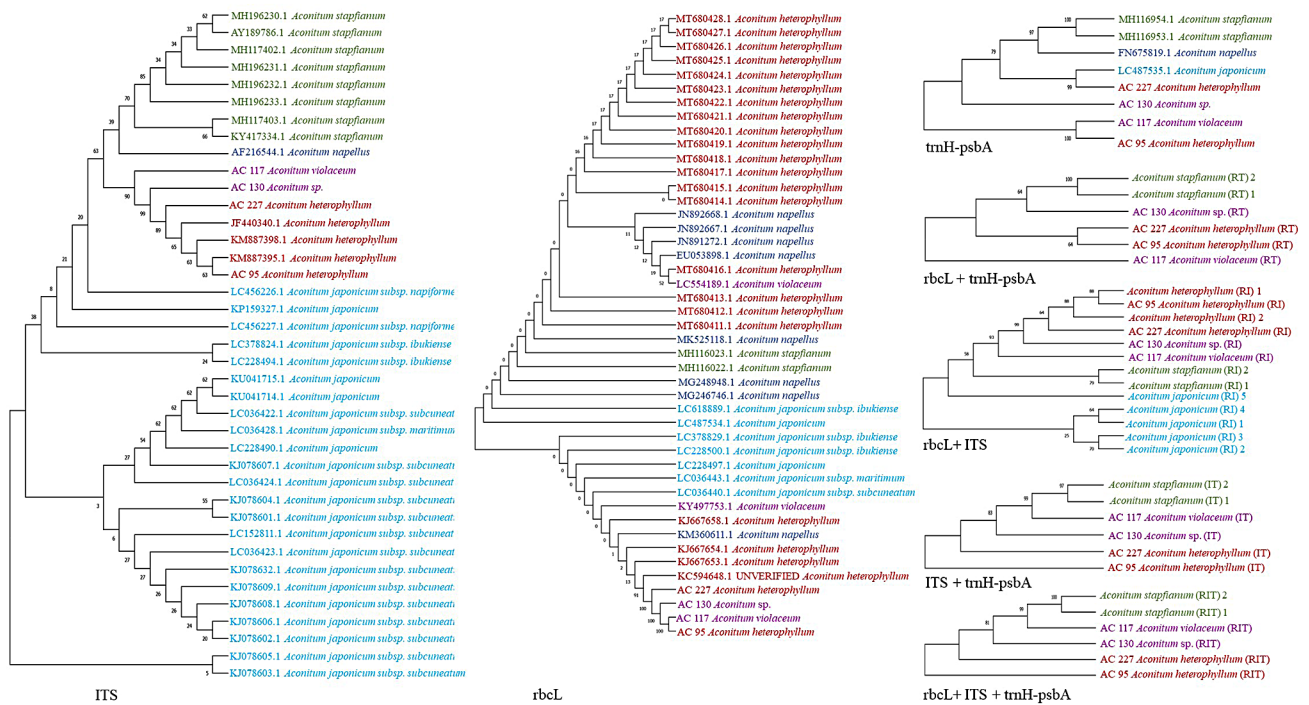 MH196230.1 Aconitum stapfianum
AY189786.1 Aconitum stapfianum
MH117402.1 Aconitum stapfianum
MH196231.1 Aconitum stapfianum
MH196232.1 Aconitum stapfianum
MH196233.1 Aconitum stapfianum
MH117403.1 Aconitum stapfianum
KY417334.1 Aconitum stapfianum
AF216544.1 Aconitum napellus
AC 117 Aconitum violaceum
AC 130 Aconitum sp.
AC 227 Aconitum heterophyllum
JF440340.1 Aconitum heterophyllum
KM887398.1 Aconitum heterophyllum
KM887395.1 Aconitum heterophyllum
AC 95 Aconitum heterophyllum
LC456226.1 Aconitum japonicum subsp. napiforme
KP159327.1 Aconitum japonicum
LC456227.1 Aconitum japonicum subsp. napiforme
LC378824.1 Aconitum japonicum subsp. ibukiense
LC228494.1 Aconitum japonicum subsp. ibukiense
KU041715.1 Aconitum japonicum
KU041714.1 Aconitum japonicum
LC036422.1 Aconitum japonicum subsp. subcuneat
LC036428.1 Aconitum japonicum subsp. maritimum
LC228490.1 Aconitum japonicum
KJ078607.1 Aconitum japonicum subsp. subcuneat
LC036424.1 Aconitum japonicum subsp. subcuneat
KJ078604.1 Aconitum japonicum subsp. subcuneat
KJ078601.1 Aconitum japonicum subsp. subcuneat
LC152811.1 Aconitum japonicum subsp. subcuneat
LC036423.1 Aconitum japonicum subsp. subcuneat
KJ078632.1 Aconitum japonicum subsp. subcuneat
KJ078609.1 Aconitum japonicum subsp. subcuneat
KJ078608.1 Aconitum japonicum subsp. subcuneat
KJ078606.1 Aconitum japonicum subsp. subcuneat
KJ078602.1 Aconitum japonicum subsp. subcuneat
KJ078605.1 Aconitum japonicum subsp. subcuneat
KJ078603.1 Aconitum japonicum subsp. subcuneatum
ITS
MT680428.1 Aconitum heterophyllum
MT680427.1 Aconitum heterophyllum
MT680426.1 Aconitum heterophyllum
MT680425.1 Aconitum heterophyllum
MT680424.1 Aconitum heterophyllum
MT680423.1 Aconitum heterophyllum
MT680422.1 Aconitum heterophyllum
MT680421.1 Aconitum heterophyllum
MT680420.1 Aconitum heterophyllum
MT680419.1 Aconitum heterophyllum
MT680418.1 Aconitum heterophyllum
MT680417.1 Aconitum heterophyllum
MT680415.1 Aconitum heterophyllum
MT680414.1 Aconitum heterophyllum
JN892668.1 Aconitum napellus
JN892667.1 Aconitum napellus
JN891272.1 Aconitum napellus
EU053898.1 Aconitum napellus
MT680416.1 Aconitum heterophyllum
LC554189.1 Aconitum violaceum
MT680413.1 Aconitum heterophyllum
MT680412.1 Aconitum heterophyllum
MT680411.1 Aconitum heterophyllum
MK525118.1 Aconitum napellus
MH116023.1 Aconitum stapfianum
MH116022.1 Aconitum stapfianum
MG248948.1 Aconitum napellus
MG246746.1 Aconitum napellus
LC618889.1 Aconitum japonicum subsp. ibukiense
LC487534.1 Aconitum japonicum
LC378829.1 Aconitum japonicum subsp. ibukiense
LC228500.1 Aconitum japonicum subsp. ibukiense
LC228497.1 Aconitum japonicum
LC036443.1 Aconitum japonicum subsp. maritimum
LC036440.1 Aconitum japonicum subsp. subcuneatum
KY497753.1 Aconitum violaceum
KJ667658.1 Aconitum heterophyllum
KM360611.1 Aconitum napellus
KJ667654.1 Aconitum heterophyllum
KJ667653.1 Aconitum heterophyllum
KC594648.1 UNVERIFIED Aconitum heterophyllum
AC 227 Aconitum heterophyllum
AC 130 Aconitum sp.
AC 117 Aconitum violaceum
AC 95 Aconitum heterophyllum
rbcL
MH116954.1 Aconitum stapfianum
MH116953.1 Aconitum stapfianum
FN675819.1 Aconitum napellus
LC487535.1 Aconitum japonicum
AC 227 Aconitum heterophyllum
AC 130 Aconitum sp.
AC 117 Aconitum violaceum
AC 95 Aconitum heterophyllum
trnH-psbA
Aconitum stapfianum (RT) 2
Aconitum stapfianum (RT) 1
AC 130 Aconitum sp. (RT)
AC 227 Aconitum heterophyllum (RT)
AC 95 Aconitum heterophyllum (RT)
AC 117 Aconitum violaceum (RT)
rbcL + trnH-psbA
Aconitum heterophyllum (RI) 1
AC 95 Aconitum heterophyllum (RI)
Aconitum heterophyllum (RI) 2
AC 227 Aconitum heterophyllum (RI)
AC 130 Aconitum sp. (RI)
AC 117 Aconitum violaceum (RI)
Aconitum stapfianum (RI) 2
Aconitum stapfianum (RI) 1
Aconitum japonicum (RI) 5
Aconitum japonicum (RI) 4
Aconitum japonicum (RI) 1
Aconitum japonicum (RI) 3
Aconitum japonicum (RI) 2
rbcL+ ITS
Aconitum stapfianum (IT) 2
Aconitum stapfianum (IT) 1
AC 117 Aconitum violaceum (IT)
AC 130 Aconitum sp. (IT)
AC 227 Aconitum heterophyllum (IT)
AC 95 Aconitum heterophyllum (IT)
ITS + trnH-psbA
Aconitum stapfianum (RIT) 2
Aconitum stapfianum (RIT) 1
AC 117 Aconitum violaceum (RIT)
AC 130 Aconitum sp. (RIT)
AC 227 Aconitum heterophyllum (RIT)
AC 95 Aconitum heterophyllum (RIT)
rbcL+ ITS + trnH-psbA